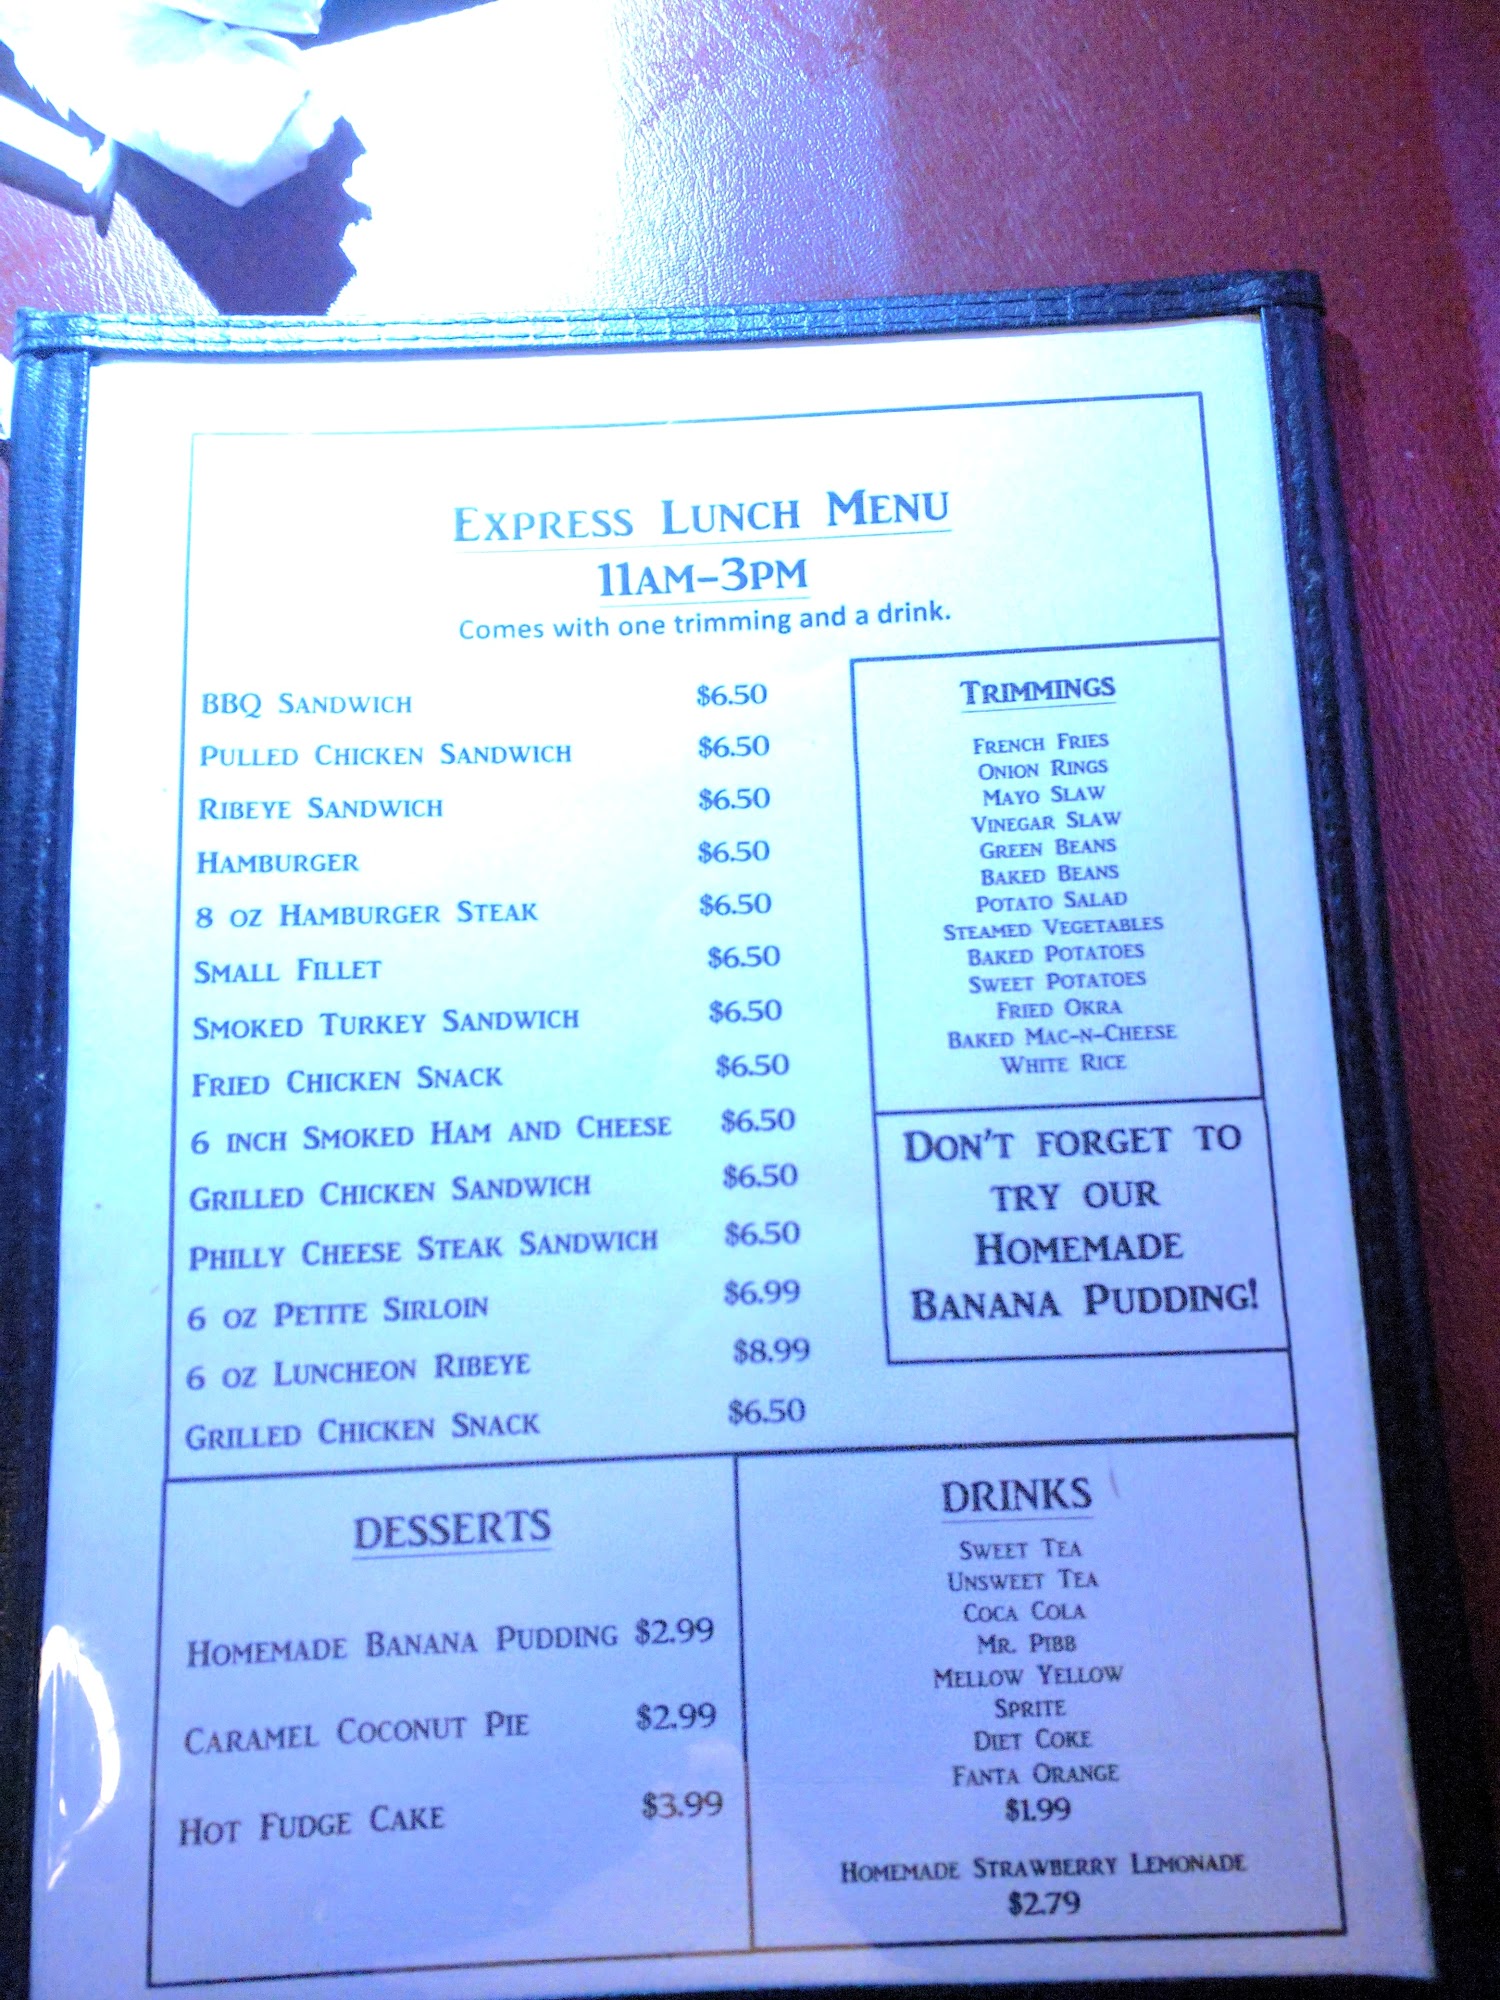 Express Lunch Menu
11am-3pm
Comes with one trimming and a drink.
BBQ Sandwich $6.50
Pulled Chicken Sandwich $6.50
Ribeye Sandwich $6.50
Hamburger $6.50
8 oz Hamburger Steak $6.50
Small Fillet $6.50
Smoked Turkey Sandwich $6.50
Fried Chicken Snack $6.50
6 inch Smoked Ham and Cheese $6.50
Grilled Chicken Sandwich $6.50
Philly Cheese Steak Sandwich $6.50
6 oz Petite Sirloin $6.99
6 oz Luncheon Ribeye $8.99
Grilled Chicken Snack $6.50
Trimmings
French Fries
Onion Rings
Mayo Slaw
Vinegar Slaw
Green Beans
Baked Beans
Potato Salad
Steamed Vegetables
Baked Potatoes
Sweet Potatoes
Fried Okra
Baked Mac-n-Cheese
White Rice
Don't forget to
try our
Homemade
Banana Pudding!
DESSERTS
Homemade Banana Pudding $2.99
Caramel Coconut Pie $2.99
Hot Fudge Cake $3.99
DRINKS
Sweet Tea
Unsweet Tea
Coca Cola
Mr. Pibb
Mellow Yellow
Sprite
Diet Coke
Fanta Orange
$1.99
Homemade Strawberry Lemonade
$2.79